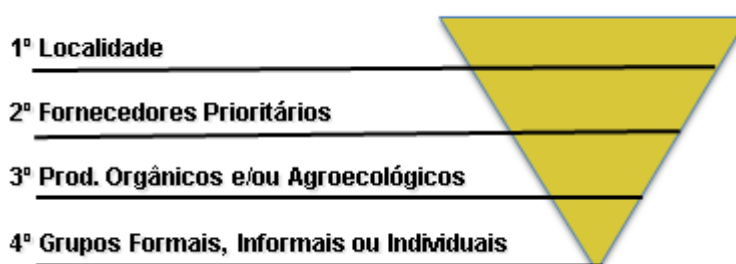 1º Localidade
2º Fornecedores Prioritários
3º Prod. Orgânicos e/ou Agroecológicos
4º Grupos Formais, Informais ou Individuais